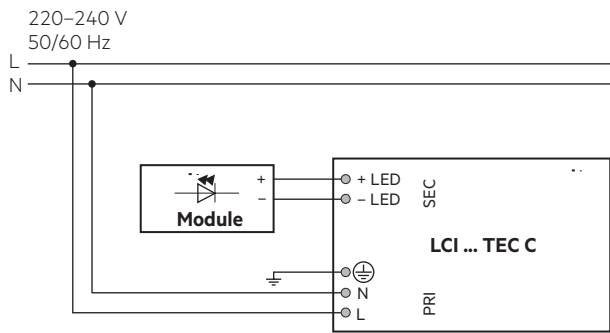 220–240 V
50/60 Hz
L
N
+
–
Module
+ LED
– LED
SEC
LCI ... TEC C
N
L
PRI